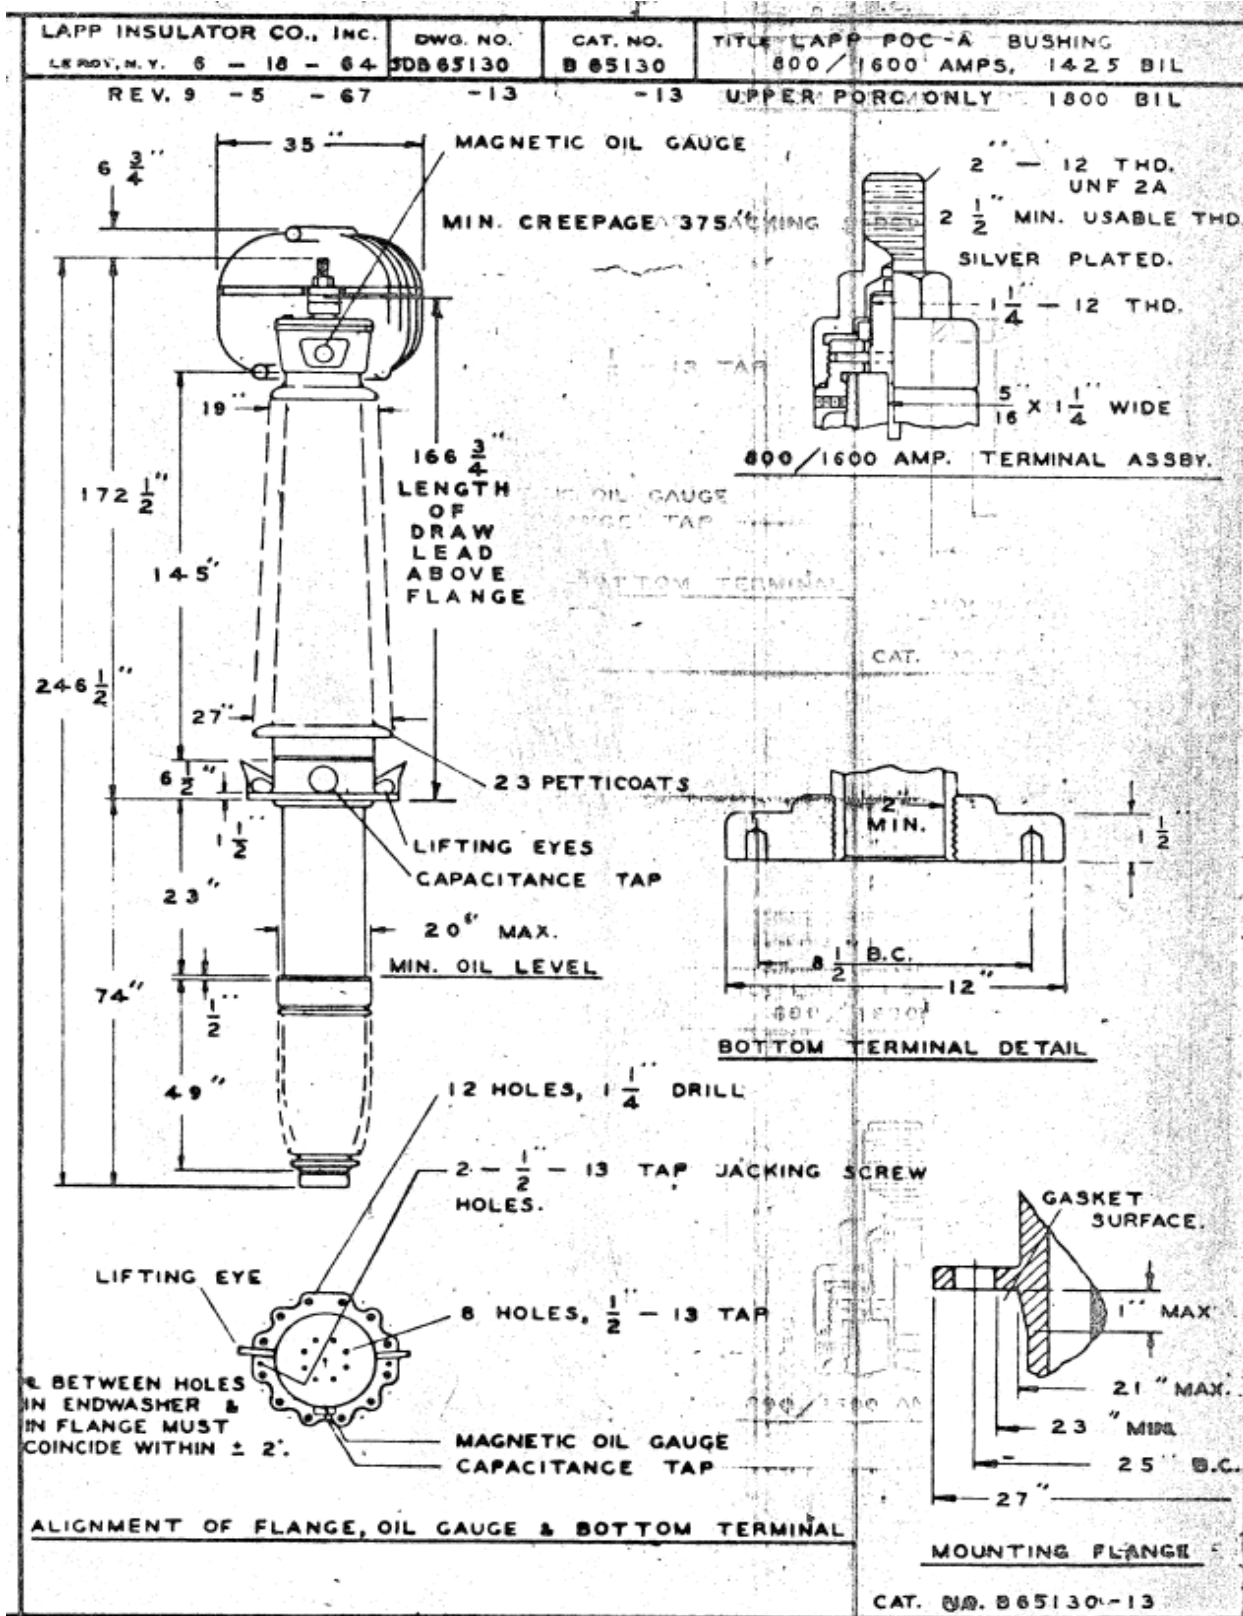 LAPP INSULATOR CO., INC.
LE ROY, N.Y. 6 - 18 - 64
DWG. NO.
SDB 65130
CAT. NO.
B 65130
TITLE LAPP POC-A BUSHING
800/1600 AMPS, 1425 BIL
REV. 9 -5 -67
-13
-13
UPPER PORC. ONLY 1800 BIL
35"
MAGNETIC OIL GAUGE
6 3/4"
MIN. CREEPAGE 375"
2" - 12 THD.
UNF 2A
2 1/2" MIN. USABLE THD.
SILVER PLATED.
1 1/4" - 12 THD.
5/16" X 1 1/4" WIDE
800/1600 AMP. TERMINAL ASSBY.
19"
166 3/4"
LENGTH
OF
DRAW
LEAD
ABOVE
FLANGE
172 1/2"
145"
246 1/2"
27"
6 1/2"
23 PETTICOATS
1 1/2"
LIFTING EYES
CAPACITANCE TAP
23"
20" MAX.
MIN. OIL LEVEL
74"
1/2"
49"
2"
MIN.
1 1/2"
8 1/2" B.C.
12"
BOTTOM TERMINAL DETAIL
12 HOLES, 1 1/4" DRILL
2 - 1/2" - 13 TAP JACKING SCREW
HOLES.
LIFTING EYE
8 HOLES, 1/2" - 13 TAP
℄ BETWEEN HOLES
IN ENDWASHER &
IN FLANGE MUST
COINCIDE WITHIN ± 2°.
MAGNETIC OIL GAUGE
CAPACITANCE TAP
ALIGNMENT OF FLANGE, OIL GAUGE & BOTTOM TERMINAL
GASKET
SURFACE.
1" MAX
21" MAX.
23" MIN.
25" B.C.
27"
MOUNTING FLANGE
CAT. NO. B65130-13